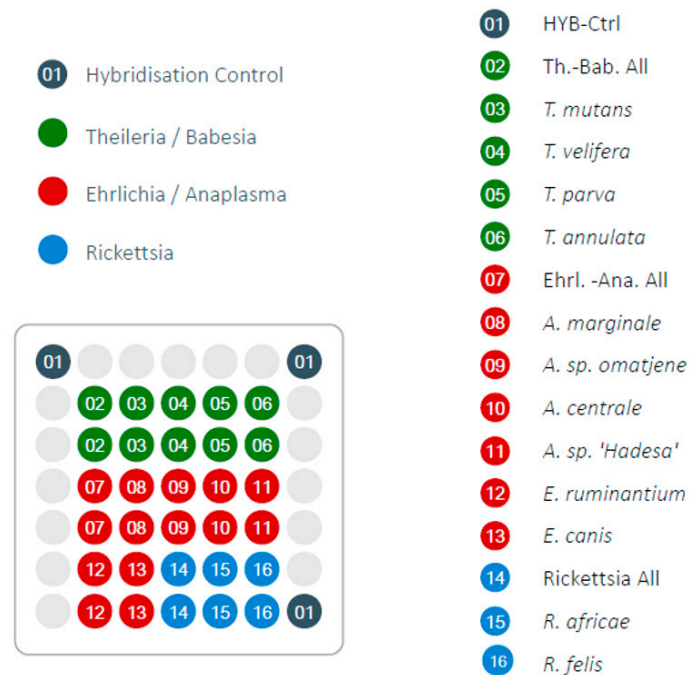 01 Hybridisation Control
Theileria / Babesia
Ehrlichia / Anaplasma
Rickettsia
01 01
02 03 04 05 06
02 03 04 05 06
07 08 09 10 11
07 08 09 10 11
12 13 14 15 16
12 13 14 15 16 01
01 HYB-Ctrl
02 Th.-Bab. All
03 T. mutans
04 T. velifera
05 T. parva
06 T. annulata
07 Ehrl. -Ana. All
08 A. marginale
09 A. sp. omatjene
10 A. centrale
11 A. sp. 'Hadesa'
12 E. ruminantium
13 E. canis
14 Rickettsia All
15 R. africae
16 R. felis